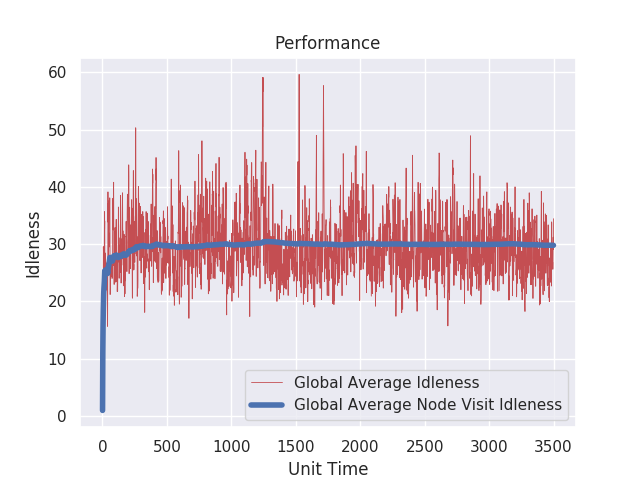 Performance
Idleness
60
50
40
30
20
10
0
0 500 1000 1500 2000 2500 3000 3500
Unit Time
Global Average Idleness
Global Average Node Visit Idleness